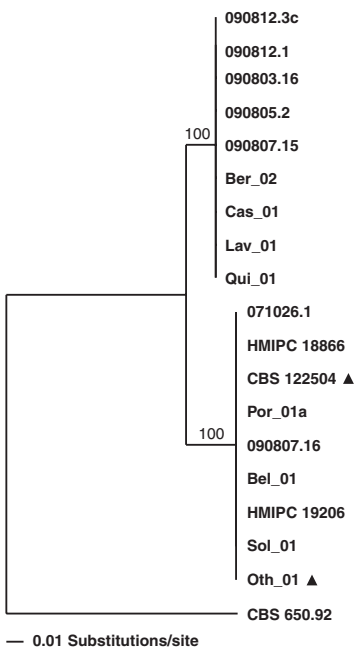 090812.3c
090812.1
090803.16
090805.2
100
090807.15
Ber_02
Cas_01
Lav_01
Qui_01
071026.1
HMIPC 18866
CBS 122504 ▲
Por_01a
100
090807.16
Bel_01
HMIPC 19206
Sol_01
Oth_01 ▲
CBS 650.92
0.01 Substitutions/site